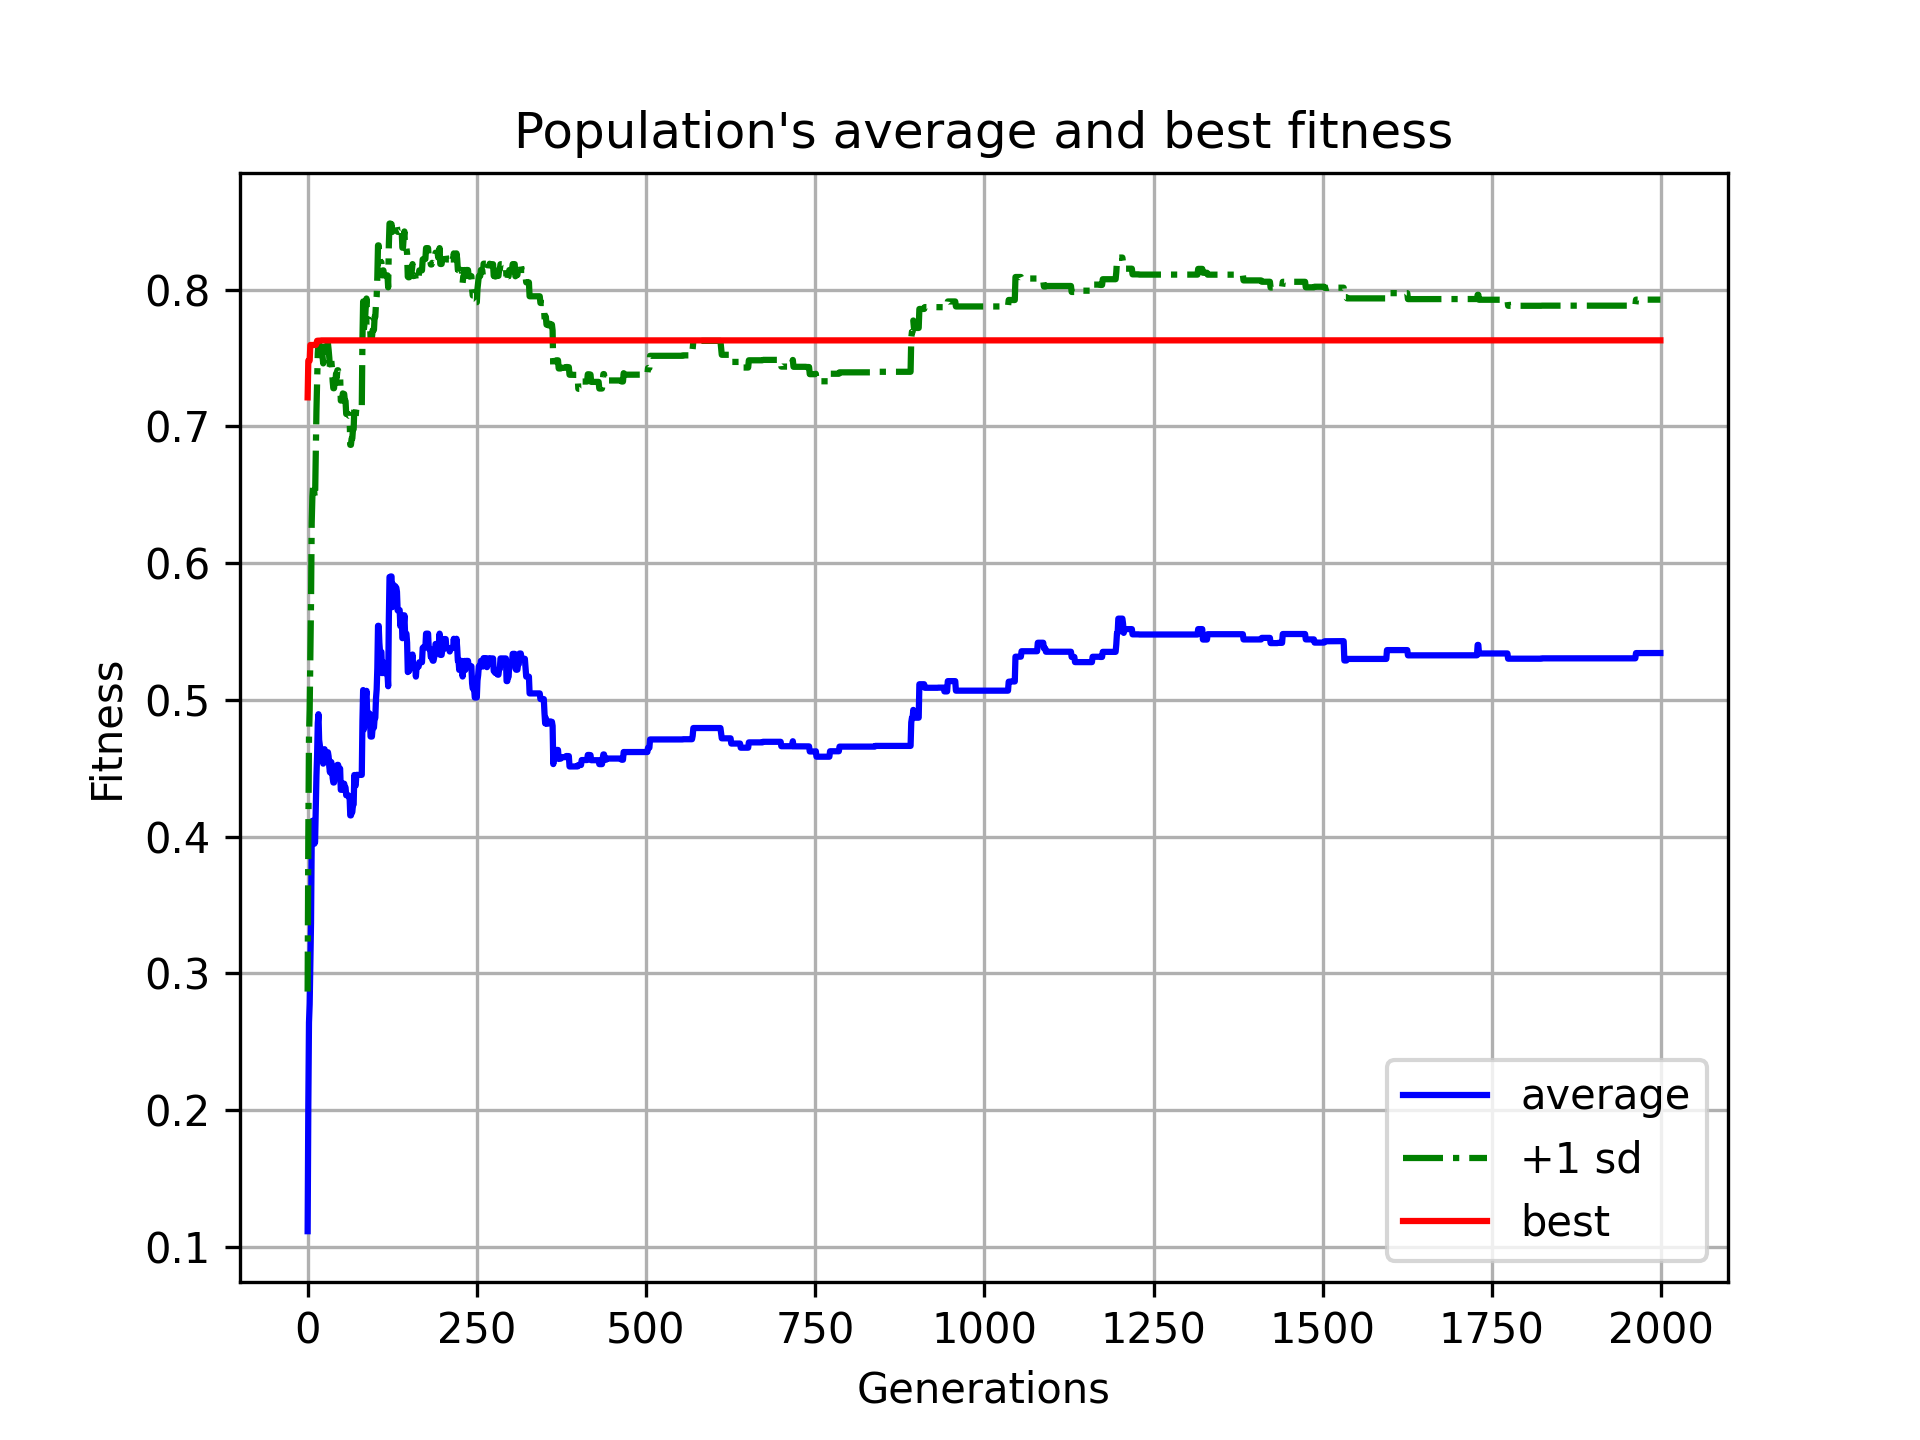 Population's average and best fitness
Fitness
0.8
0.7
0.6
0.5
0.4
0.3
0.2
0.1
average
+1 sd
best
0 250 500 750 1000 1250 1500 1750 2000
Generations